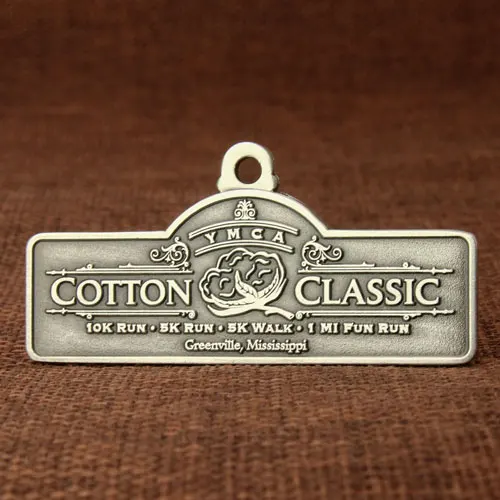 YMCA
COTTON CLASSIC
10K RUN • 5K RUN • 5K WALK • 1 MI FUN RUN
Greenville, Mississippi